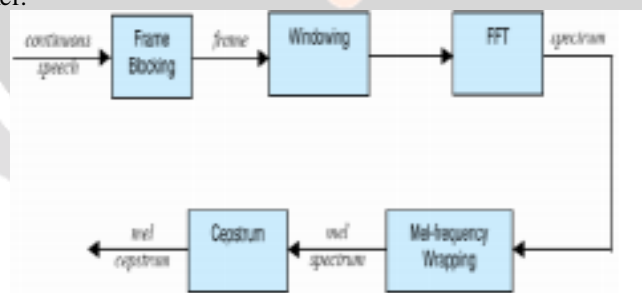 er.
continuous
speech
Frame
Blocking
frame
Windowing
FFT
spectrum
mel
cepstrum
Cepstrum
mel
spectrum
Mel-frequency
Wrapping